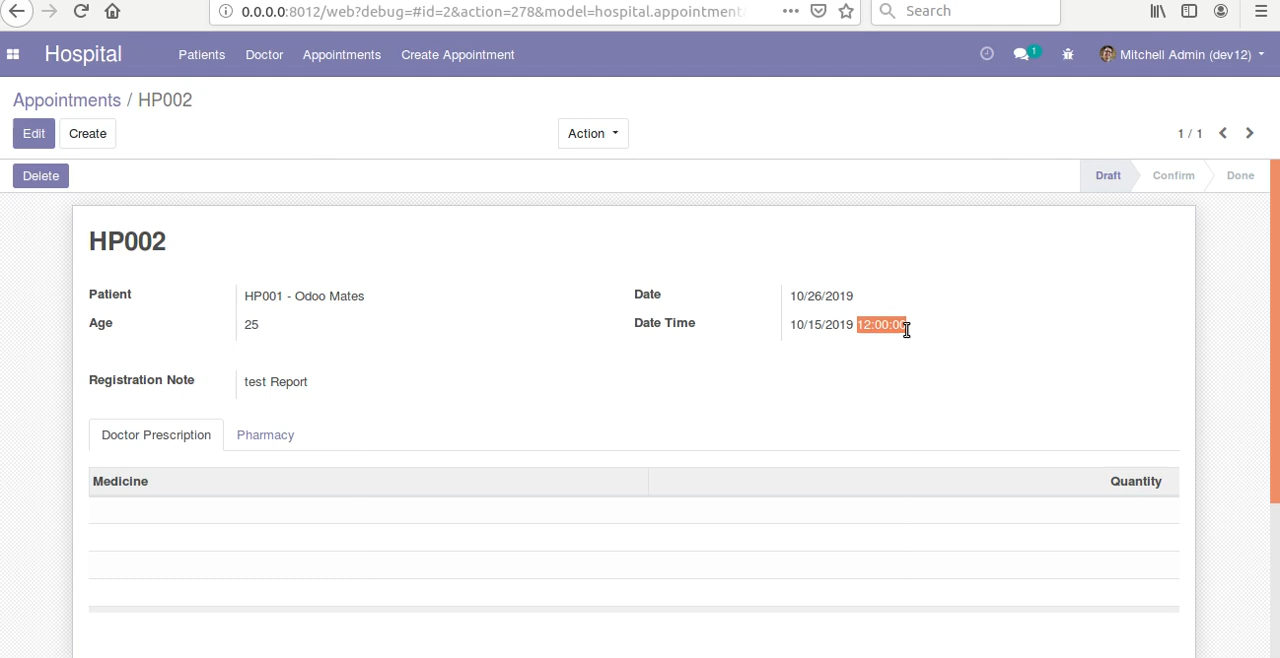 0.0.0.0:8012/web?debug=#id=2&action=278&model=hospital.appointment
Search
Hospital
Patients Doctor Appointments Create Appointment
1
Mitchell Admin (dev12)
Appointments / HP002
Edit Create Action 1 / 1
Delete Draft Confirm Done
HP002
Patient HP001 - Odoo Mates Date 10/26/2019
Age 25 Date Time 10/15/2019 12:00:00
Registration Note test Report
Doctor Prescription Pharmacy
Medicine Quantity